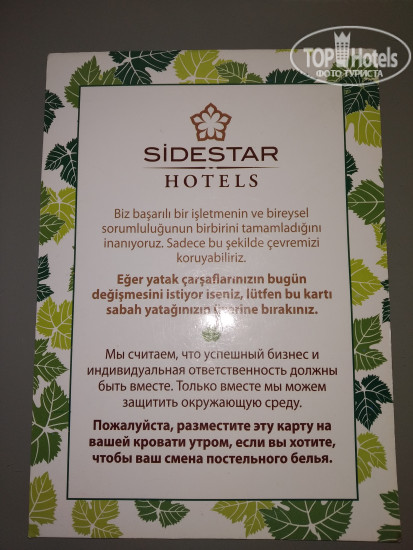 TOP Hotels
ФОТО ТУРИСТА
SİDESTAR
HOTELS
Biz başarılı bir işletmenin ve bireysel
sorumluluğunun birbirini tamamladığını
inanıyoruz. Sadece bu şekilde çevremizi
koruyabiliriz.
Eğer yatak çarşaflarınızın bugün
değişmesini istiyor iseniz, lütfen bu kartı
sabah yatağınızın üzerine bırakınız.
Мы считаем, что успешный бизнес и
индивидуальная ответственность должны
быть вместе. Только вместе мы можем
защитить окружающую среду.
Пожалуйста, разместите эту карту на
вашей кровати утром, если вы хотите,
чтобы ваш смена постельного белья.